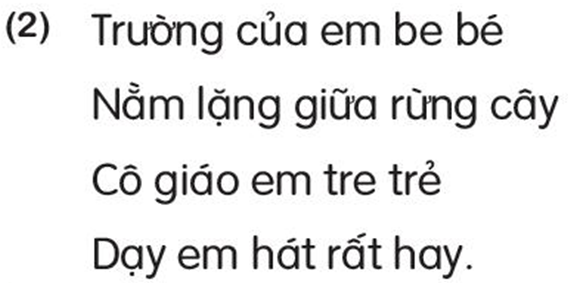 (2) Trường của em be bé
Nằm lặng giữa rừng cây
Cô giáo em tre trẻ
Dạy em hát rất hay.